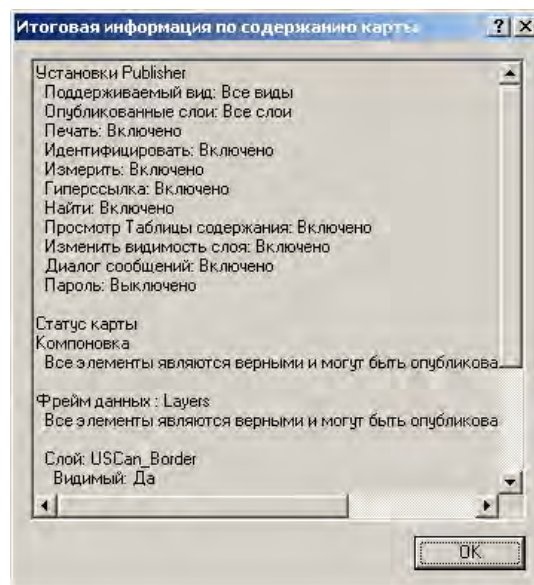 Итоговая информация по содержанию карты
Установки Publisher
Поддерживаемый вид: Все виды
Опубликованные слои: Все слои
Печать: Включено
Идентифицировать: Включено
Измерить: Включено
Гиперссылка: Включено
Найти: Включено
Просмотр Таблицы содержания: Включено
Изменить видимость слоя: Включено
Диалог сообщений: Включено
Пароль: Выключено
Статус карты
Компоновка
Все элементы являются верными и могут быть опубликова
Фрейм данных : Layers
Все элементы являются верными и могут быть опубликова
Слой: USCan_Border
Видимый: Да
OK